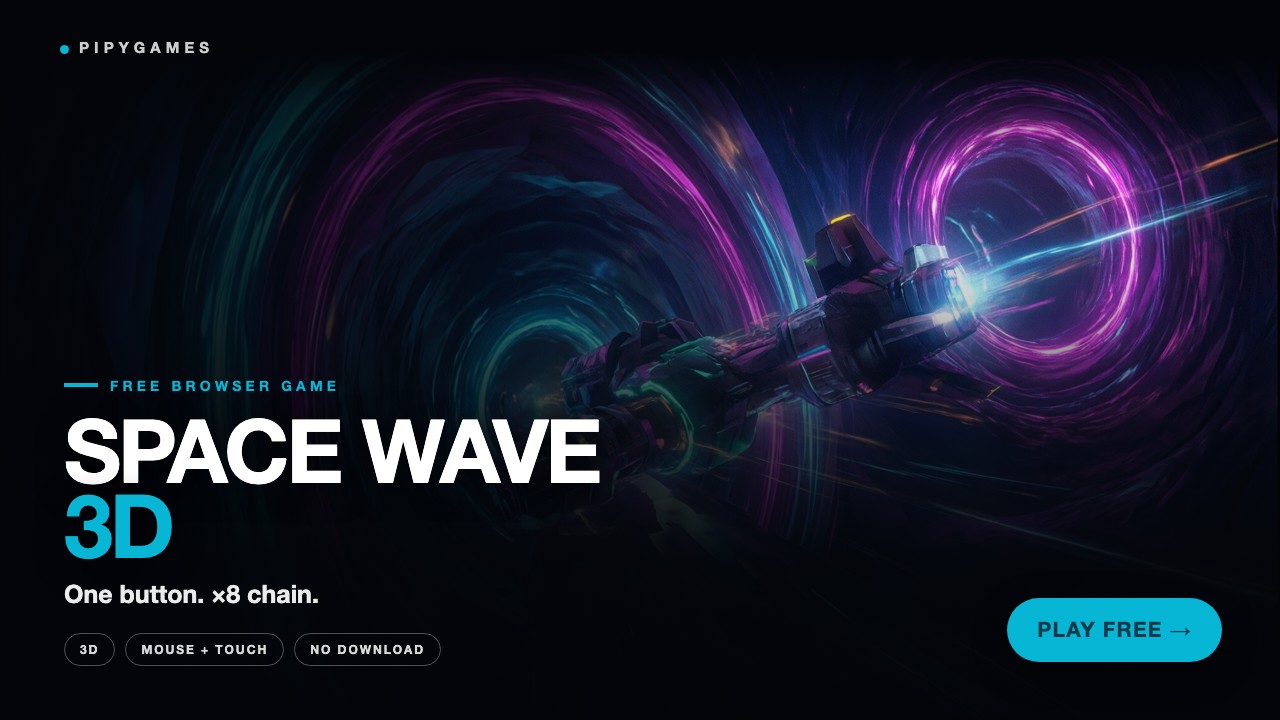 PIPYGAMES
FREE BROWSER GAME
SPACE WAVE
3D
One button. ×8 chain.
3D
MOUSE + TOUCH
NO DOWNLOAD
PLAY FREE →